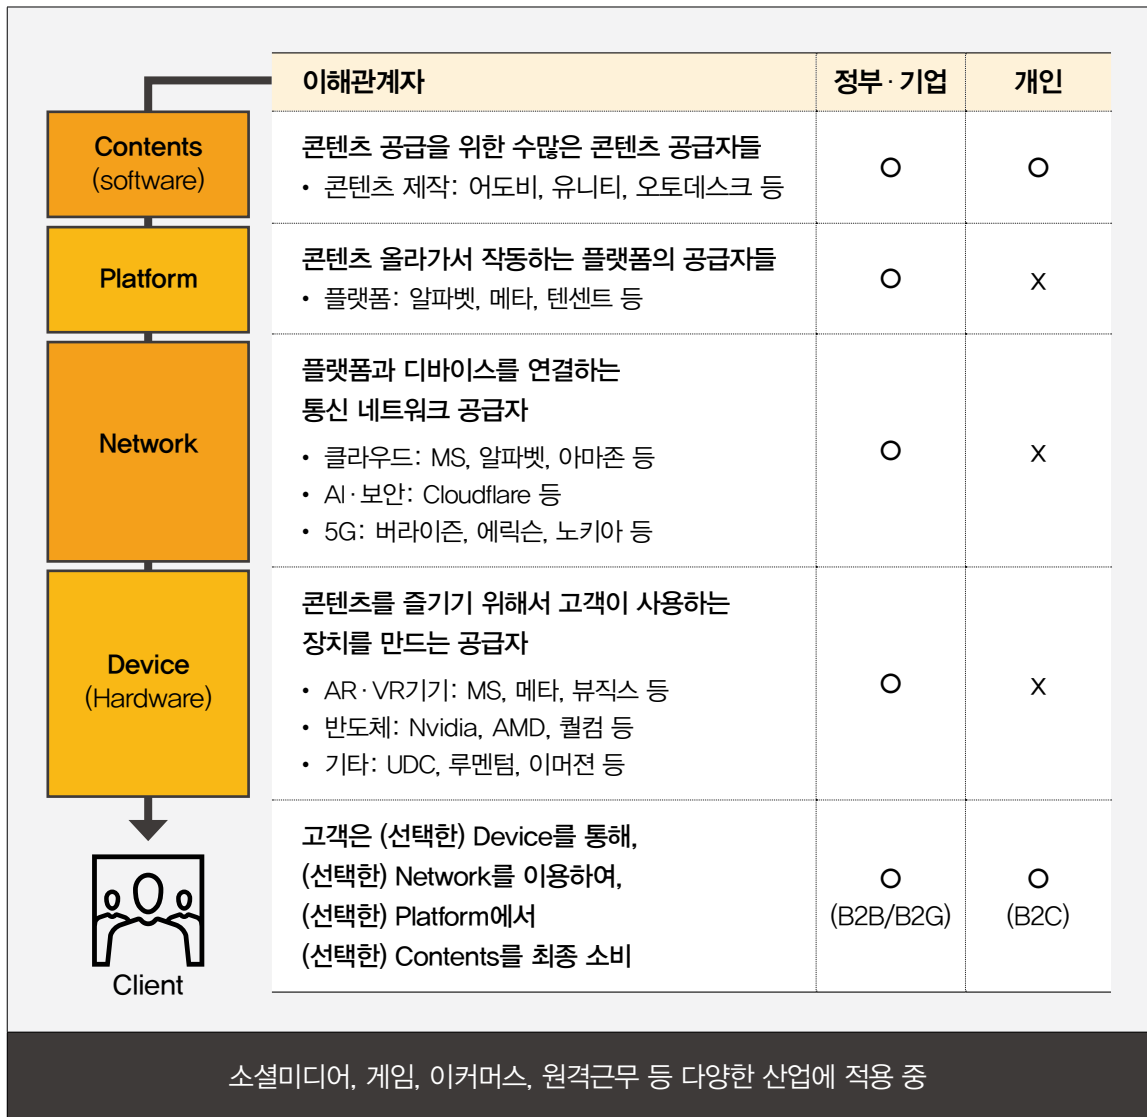 이해관계자 정부·기업 개인
Contents
(software)
콘텐츠 공급을 위한 수많은 콘텐츠 공급자들
• 콘텐츠 제작: 어도비, 유니티, 오토데스크 등
O O
Platform
콘텐츠 올라가서 작동하는 플랫폼의 공급자들
• 플랫폼: 알파벳, 메타, 텐센트 등
O X
Network
플랫폼과 디바이스를 연결하는
통신 네트워크 공급자
• 클라우드: MS, 알파벳, 아마존 등
• AI·보안: Cloudflare 등
• 5G: 버라이즌, 에릭슨, 노키아 등
O X
Device
(Hardware)
콘텐츠를 즐기기 위해서 고객이 사용하는
장치를 만드는 공급자
• AR·VR기기: MS, 메타, 뷰직스 등
• 반도체: Nvidia, AMD, 퀄컴 등
• 기타: UDC, 루멘텀, 이머젼 등
O X
Client
고객은 (선택한) Device를 통해,
(선택한) Network를 이용하여,
(선택한) Platform에서
(선택한) Contents를 최종 소비
O O
(B2B/B2G) (B2C)
소셜미디어, 게임, 이커머스, 원격근무 등 다양한 산업에 적용 중